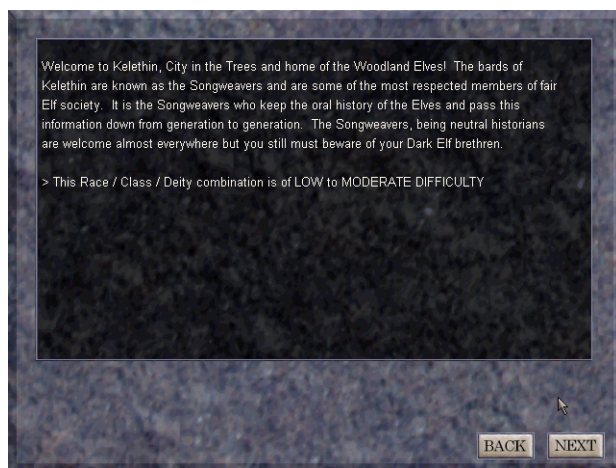 Welcome to Kelethin, City in the Trees and home of the Woodland Elves!  The bards of
Kelethin are known as the Songweavers and are some of the most respected members of fair
Elf society.  It is the Songweavers who keep the oral history of the Elves and pass this
information down from generation to generation.  The Songweavers, being neutral historians
are welcome almost everywhere but you still must beware of your Dark Elf brethren.
> This Race / Class / Deity combination is of LOW to MODERATE DIFFICULTY
BACK NEXT